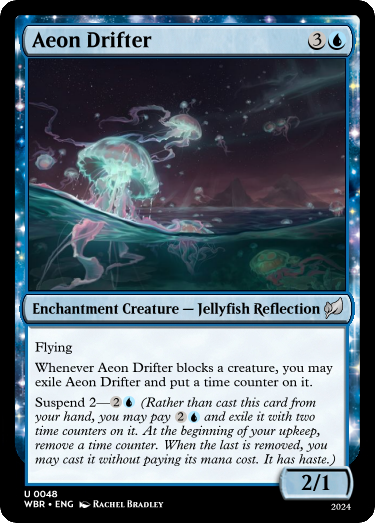 Aeon Drifter 3
Enchantment Creature — Jellyfish Reflection
Flying
Whenever Aeon Drifter blocks a creature, you may
exile Aeon Drifter and put a time counter on it.
Suspend 2—2 (Rather than cast this card from
your hand, you may pay 2 and exile it with two
time counters on it. At the beginning of your upkeep,
remove a time counter. When the last is removed, you
may cast it without paying its mana cost. It has haste.)
2/1
U 0048
WBR • ENG RACHEL BRADLEY
2024